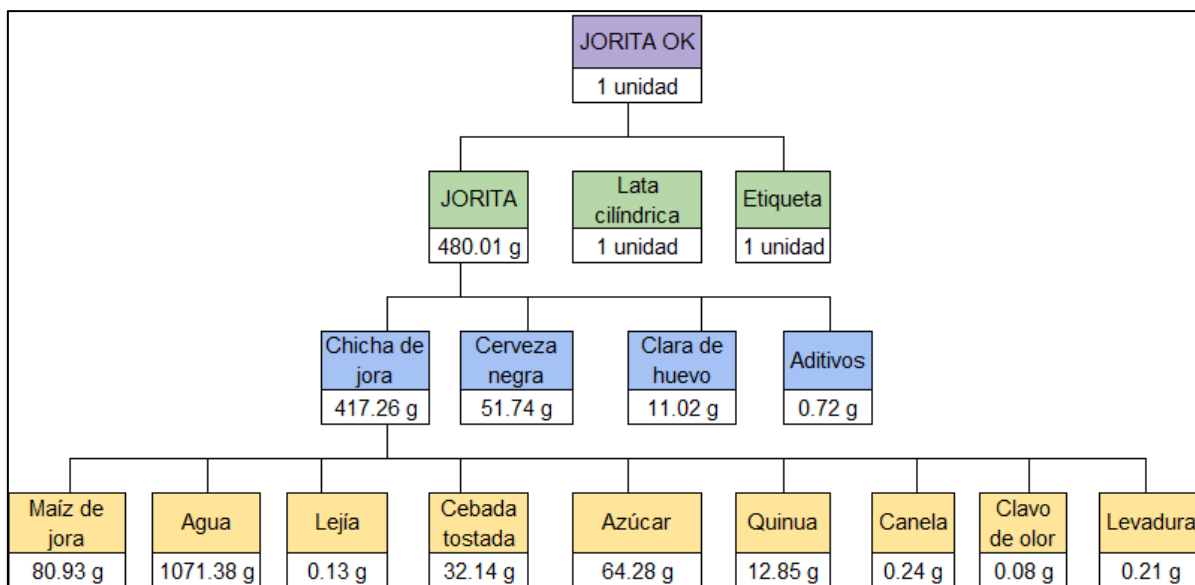 JORITA OK
1 unidad
JORITA
480.01 g
Lata
cilíndrica
1 unidad
Etiqueta
1 unidad
Chicha de
jora
417.26 g
Cerveza
negra
51.74 g
Clara de
huevo
11.02 g
Aditivos
0.72 g
Maíz de
jora
80.93 g
Agua
1071.38 g
Lejía
0.13 g
Cebada
tostada
32.14 g
Azúcar
64.28 g
Quinua
12.85 g
Canela
0.24 g
Clavo
de olor
0.08 g
Levadura
0.21 g